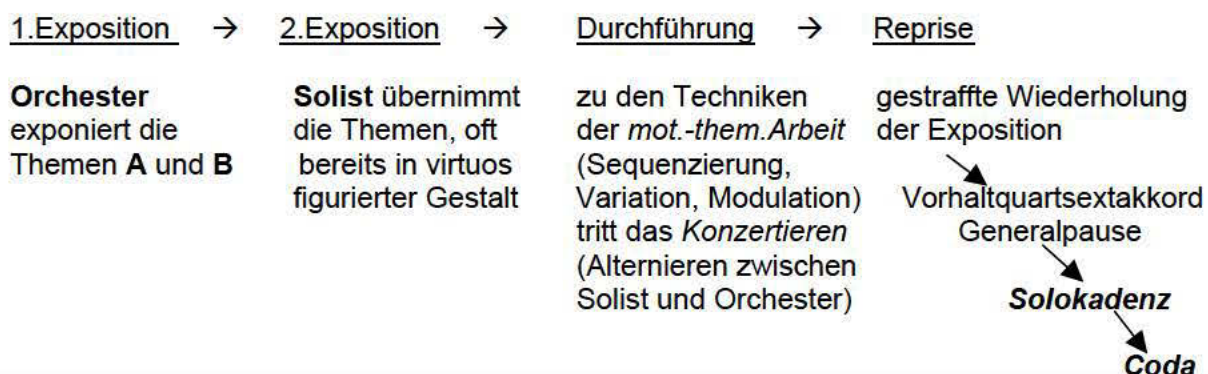 1.Exposition → 2.Exposition → Durchführung → Reprise
Orchester
exponiert die
Themen A und B
Solist übernimmt
die Themen, oft
bereits in virtuos
figurierter Gestalt
zu den Techniken
der mot.-them.Arbeit
(Sequenzierung,
Variation, Modulation)
tritt das Konzertieren
(Alternieren zwischen
Solist und Orchester)
gestraffte Wiederholung
der Exposition
Vorhaltquartsextakkord
Generalpause
Solokadenz
Coda